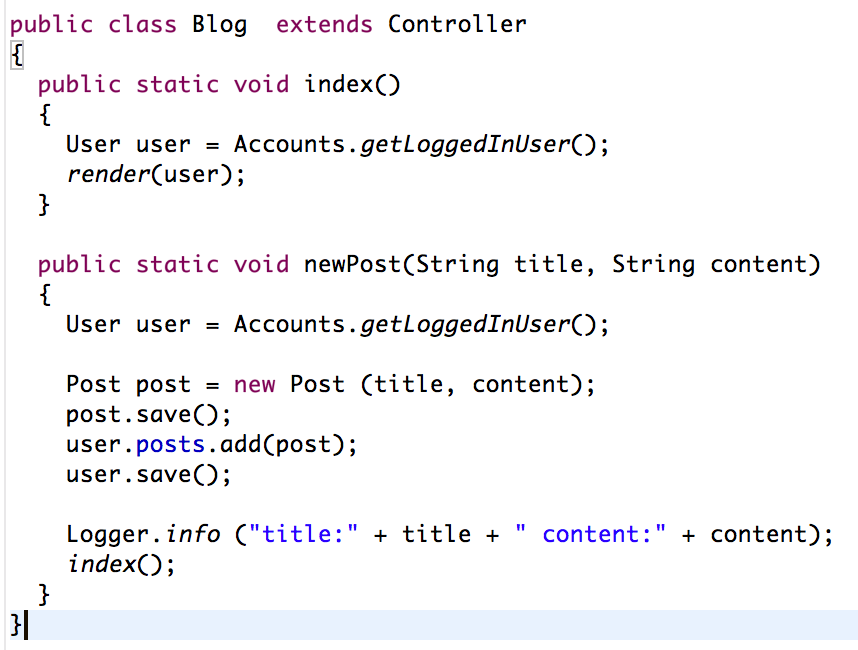 public class Blog  extends Controller
{
  public static void index()
  {
    User user = Accounts.getLoggedInUser();
    render(user);
  }

  public static void newPost(String title, String content)
  {
    User user = Accounts.getLoggedInUser();

    Post post = new Post (title, content);
    post.save();
    user.posts.add(post);
    user.save();

    Logger.info ("title:" + title + " content:" + content);
    index();
  }
}